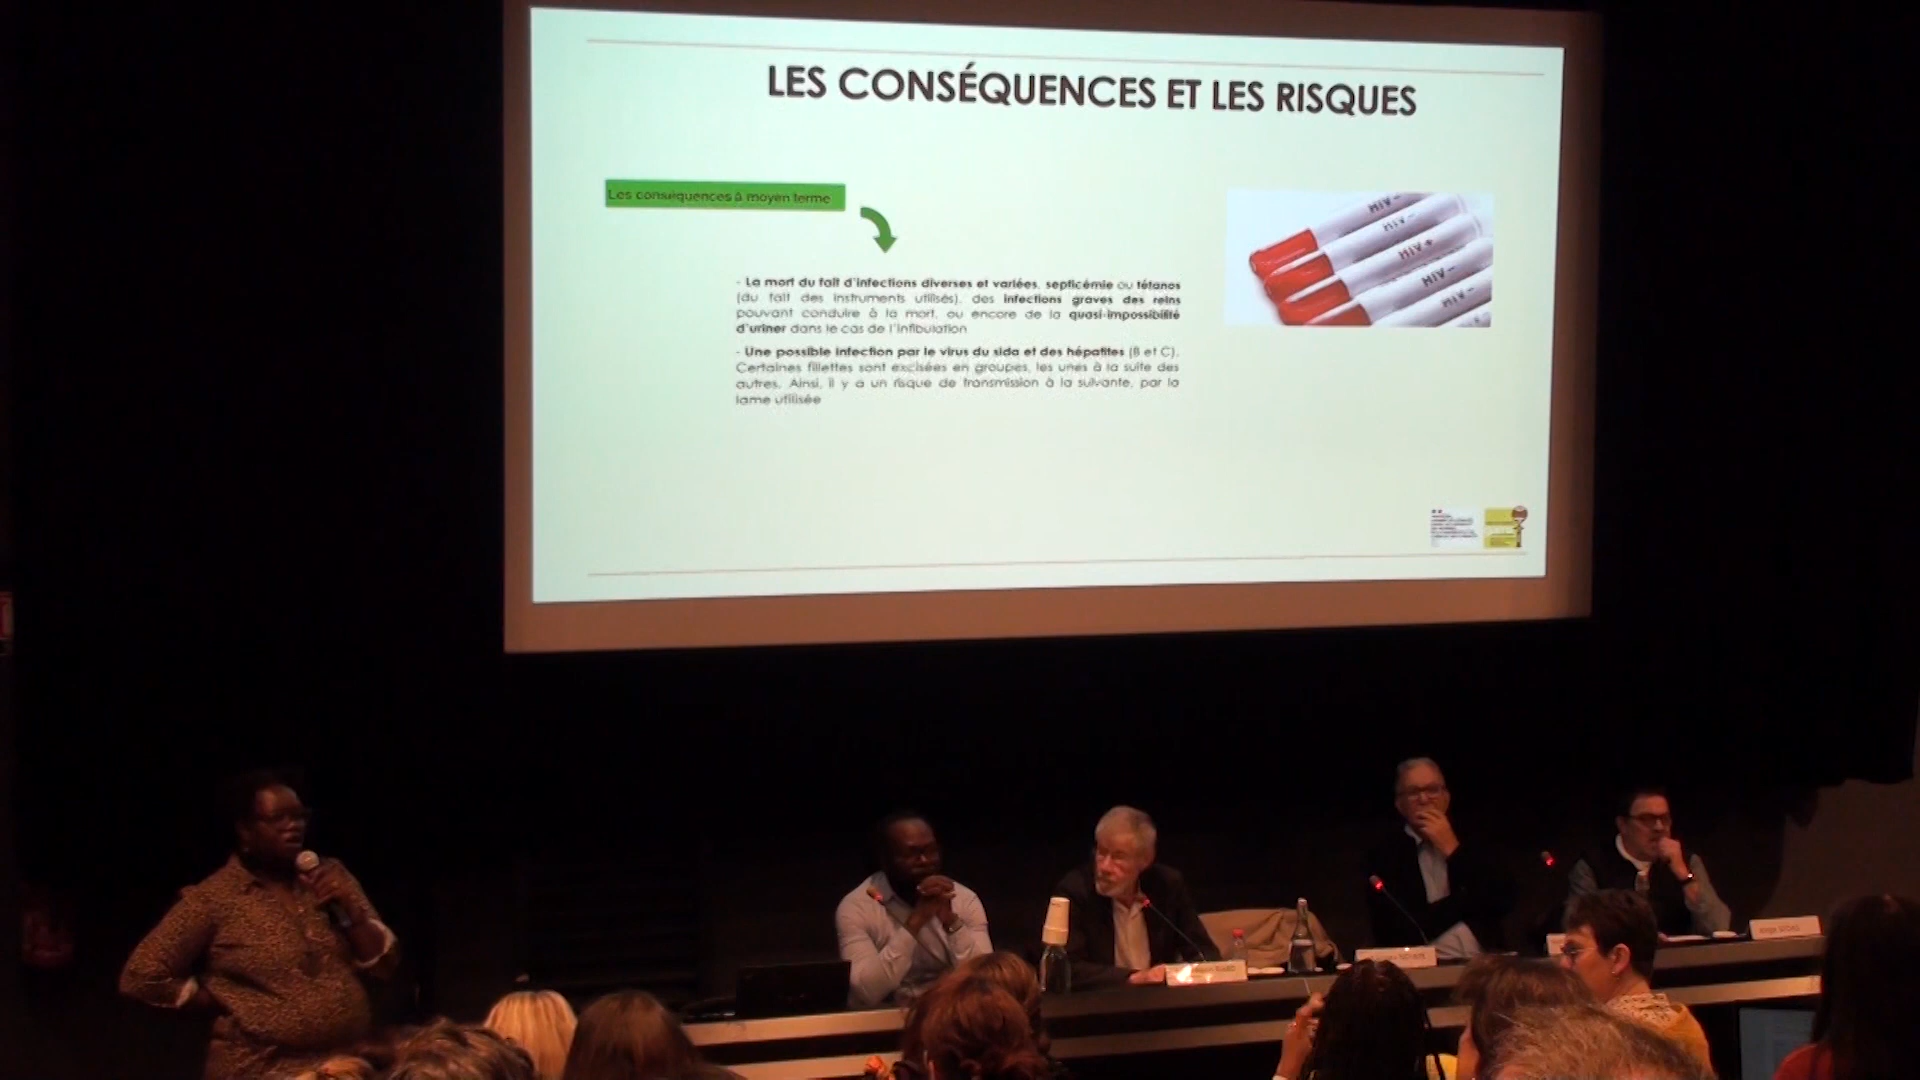 LES CONSÉQUENCES ET LES RISQUES
Les conséquences à moyen terme
- La mort du fait d'infections diverses et variées, septicémie ou tétanos
(du fait des instruments utilisés), des infections graves des reins
pouvant conduire à la mort, ou encore de la quasi-impossibilité
d'uriner dans le cas de l'infibulation
- Une possible infection par le virus du sida et des hépatites (B et C).
Certaines fillettes sont excisées en groupes, les unes à la suite des
autres. Ainsi, il y a un risque de transmission à la suivante, par la
lame utilisée
HIV-
HIV-
HIV+
HIV-
HIV-